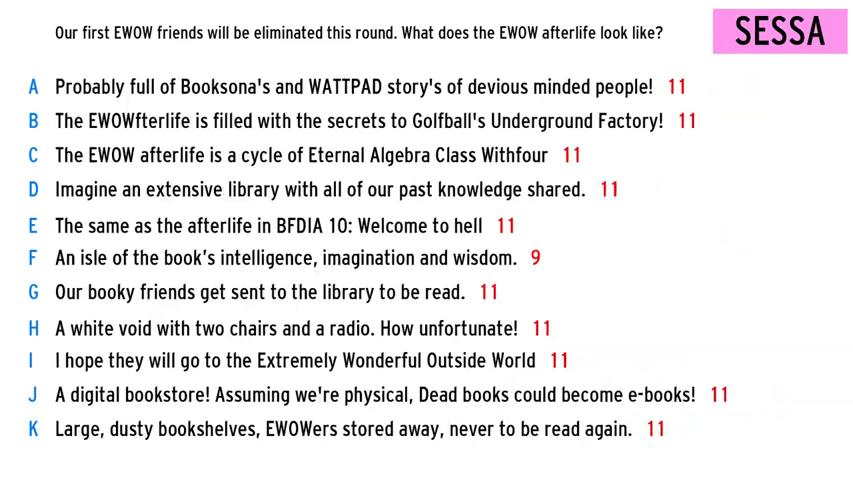 Our first EWOW friends will be eliminated this round. What does the EWOW afterlife look like?
SESSA
A Probably full of Booksona's and WATTPAD story's of devious minded people! 11
B The EWOWfterlife is filled with the secrets to Golfball's Underground Factory! 11
C The EWOW afterlife is a cycle of Eternal Algebra Class Withfour 11
D Imagine an extensive library with all of our past knowledge shared. 11
E The same as the afterlife in BFDIA 10: Welcome to hell 11
F An isle of the book's intelligence, imagination and wisdom. 9
G Our booky friends get sent to the library to be read. 11
H A white void with two chairs and a radio. How unfortunate! 11
I I hope they will go to the Extremely Wonderful Outside World 11
J A digital bookstore! Assuming we're physical, Dead books could become e-books! 11
K Large, dusty bookshelves, EWOWers stored away, never to be read again. 11